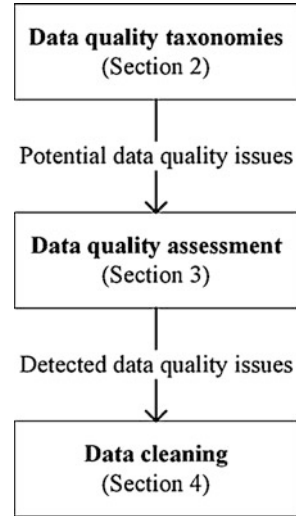 Data quality taxonomies
(Section 2)
Potential data quality issues
Data quality assessment
(Section 3)
Detected data quality issues
Data cleaning
(Section 4)